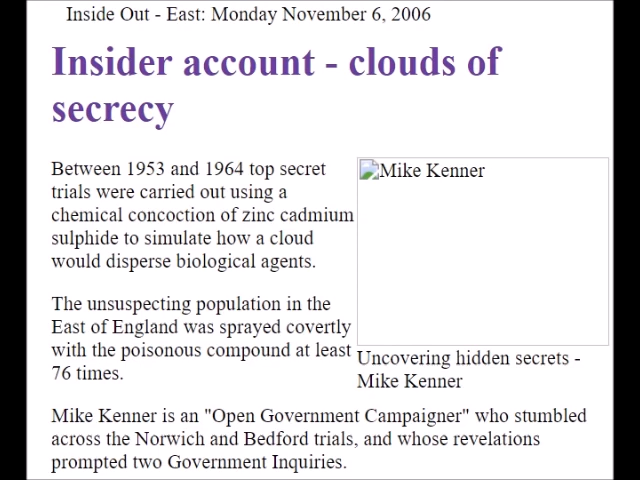 Inside Out - East: Monday November 6, 2006
Insider account - clouds of
secrecy
Between 1953 and 1964 top secret
trials were carried out using a
chemical concoction of zinc cadmium
sulphide to simulate how a cloud
would disperse biological agents.
The unsuspecting population in the
East of England was sprayed covertly
with the poisonous compound at least
76 times.
Mike Kenner
Uncovering hidden secrets -
Mike Kenner
Mike Kenner is an "Open Government Campaigner" who stumbled
across the Norwich and Bedford trials, and whose revelations
prompted two Government Inquiries.